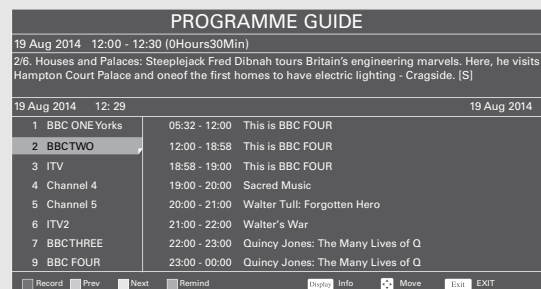 PROGRAMME GUIDE
19 Aug 2014 12:00 - 12:30 (0Hours30Min)
2/6. Houses and Palaces: Steeplejack Fred Dibnah tours Britain's engineering marvels. Here, he visits
Hampton Court Palace and oneof the first homes to have electric lighting - Cragside. [S]
19 Aug 2014 12: 29 19 Aug 2014
1 BBC ONE Yorks 05:32 - 12:00 This is BBC FOUR
2 BBCTWO 12:00 - 18:58 This is BBC FOUR
3 ITV 18:58 - 19:00 This is BBC FOUR
4 Channel 4 19:00 - 20:00 Sacred Music
5 Channel 5 20:00 - 21:00 Walter Tull: Forgotten Hero
6 ITV2 21:00 - 22:00 Walter's War
7 BBCTHREE 22:00 - 23:00 Quincy Jones: The Many Lives of Q
9 BBC FOUR 23:00 - 00:00 Quincy Jones: The Many Lives of Q
Record Prev Next Remind Display Info Move Exit EXIT